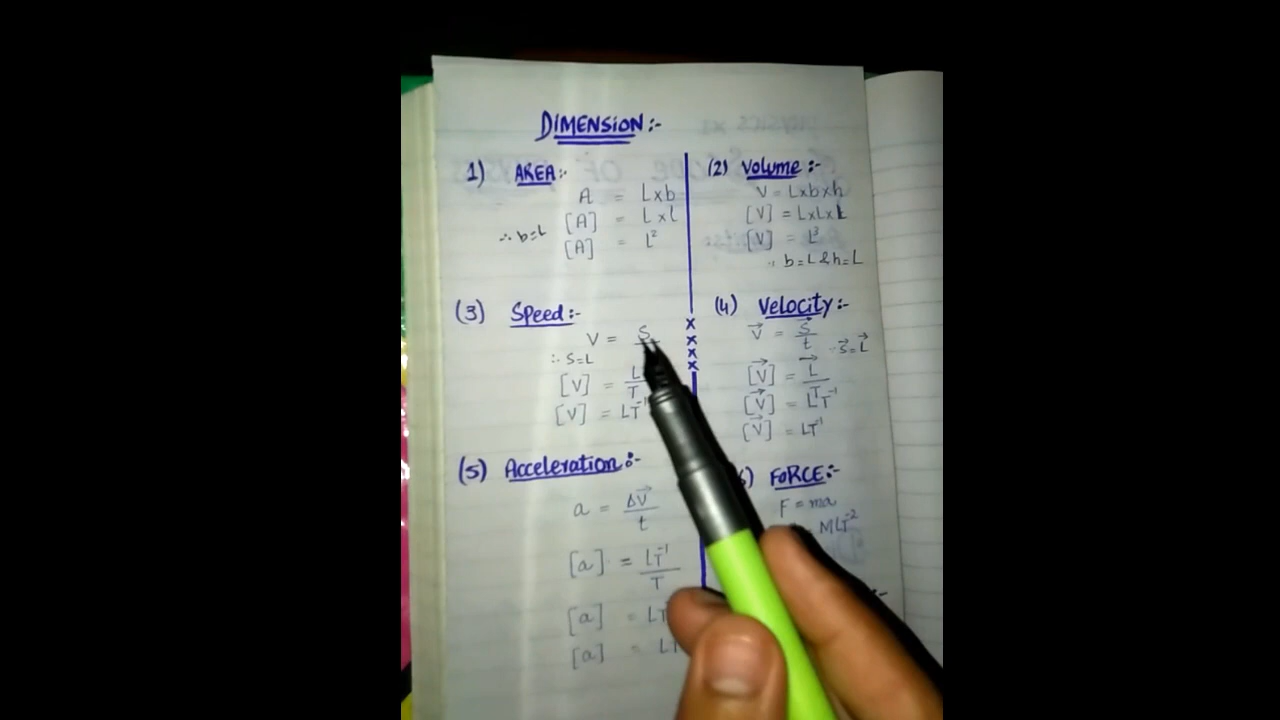 DIMENSION:-
1) AREA:-
A = L×b
∴ b=L [A] = L×L
[A] = L²
(2) Volume:-
V = L×b×h
[V] = L×L×L
[V] = L³
∵ b=L & h=L
(3) Speed:-
V = S
∴ S=L
[V] = L/T
[V] = LT⁻¹
(4) Velocity:-
V⃗ = S⃗/t ∵ S⃗=L⃗
[V⃗] = L⃗/T
[V⃗] = LT⁻¹
[V⃗] = LT⁻¹
(5) Acceleration:-
a = ΔV⃗/t
[a] = LT⁻¹/T
[a] = LT
[a] = LT
6) FORCE:-
F = ma
= MLT⁻²